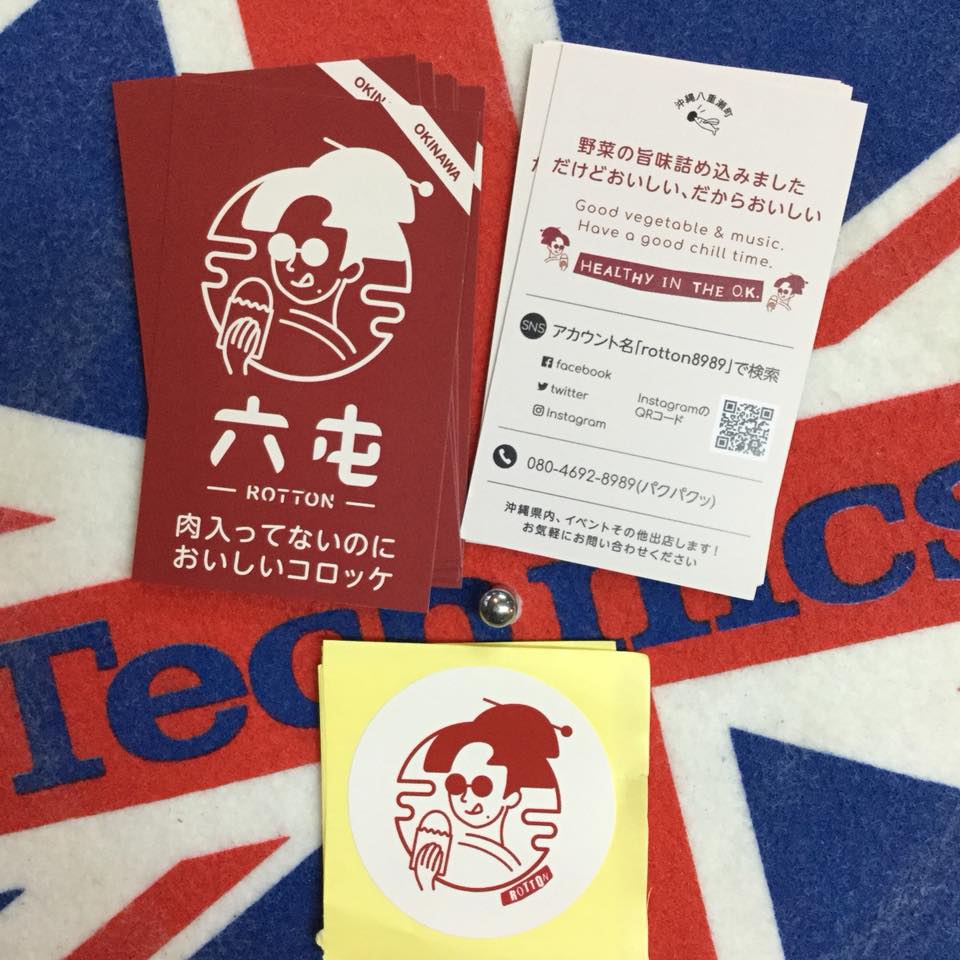 OKINAWA
六屯
ROTTON
肉入ってないのに
おいしいコロッケ
沖縄八重瀬町
野菜の旨味詰め込みました
だけどおいしい、だからおいしい
Good vegetable & music.
Have a good chill time.
HEALTHY IN THE O.K.
SNS アカウント名「rotton8989」で検索
facebook
twitter
Instagram
Instagramの
QRコード
080-4692-8989(パクパクッ)
沖縄県内、イベントその他出店します！
お気軽にお問い合わせください
Technics
ROTTON